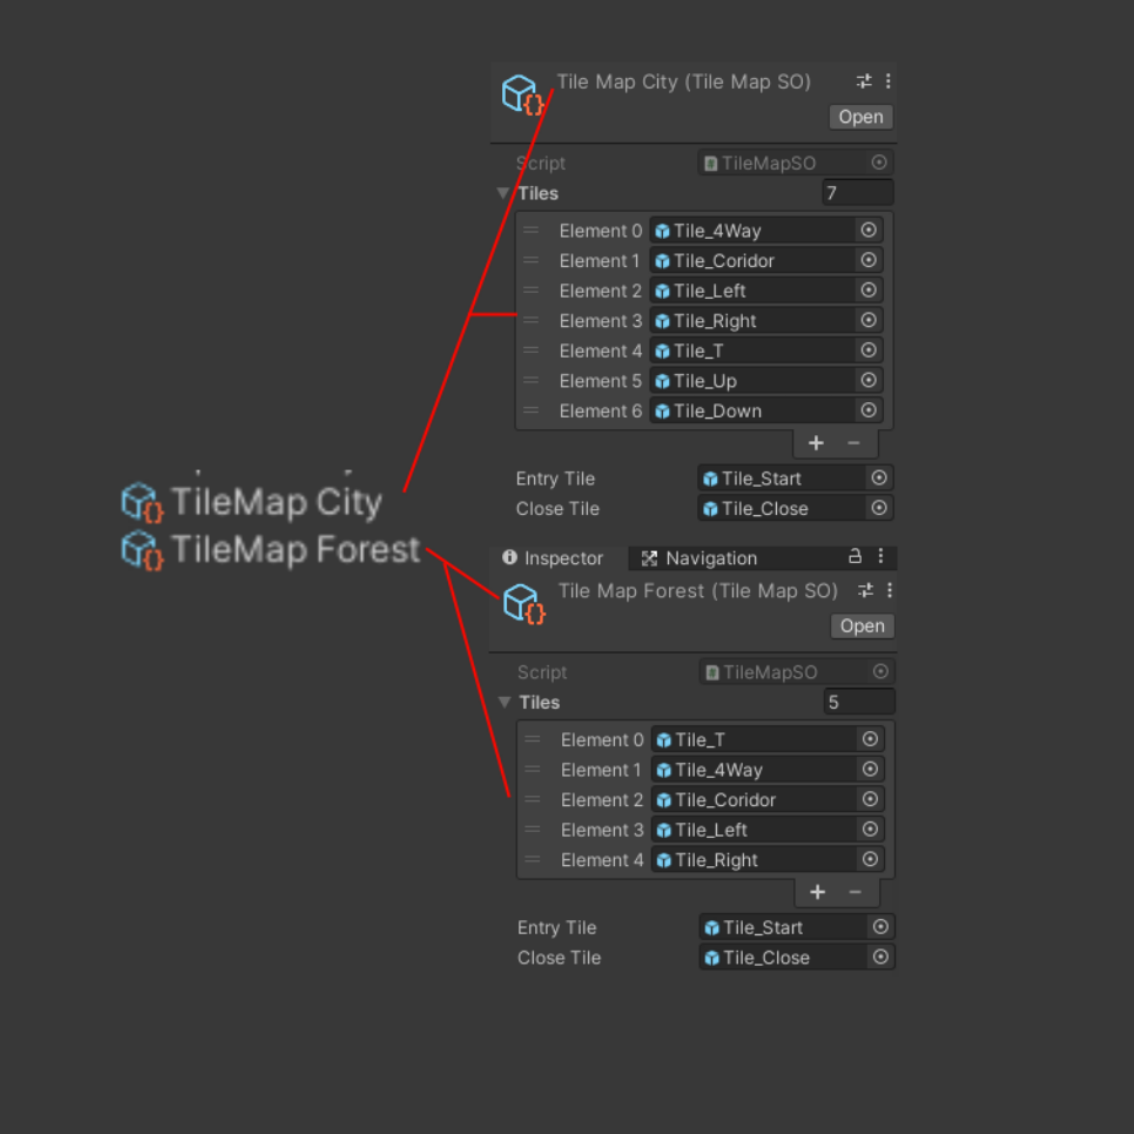 Tile Map City (Tile Map SO)
Open
Script TileMapSO
Tiles 7
Element 0 Tile_4Way
Element 1 Tile_Coridor
Element 2 Tile_Left
Element 3 Tile_Right
Element 4 Tile_T
Element 5 Tile_Up
Element 6 Tile_Down
+ −
Entry Tile Tile_Start
Close Tile Tile_Close
TileMap City
TileMap Forest
Inspector Navigation
Tile Map Forest (Tile Map SO)
Open
Script TileMapSO
Tiles 5
Element 0 Tile_T
Element 1 Tile_4Way
Element 2 Tile_Coridor
Element 3 Tile_Left
Element 4 Tile_Right
+ −
Entry Tile Tile_Start
Close Tile Tile_Close